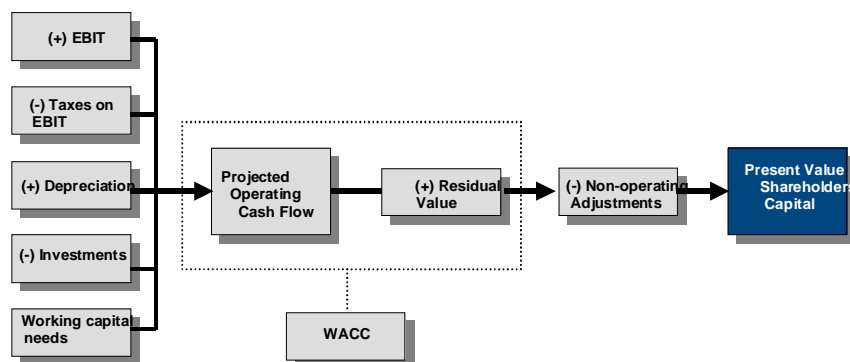 (+) EBIT
(-) Taxes on
EBIT
(+) Depreciation
(-) Investments
Working capital
needs
Projected
Operating
Cash Flow
(+) Residual
Value
WACC
(-) Non-operating
Adjustments
Present Value
Shareholders
Capital